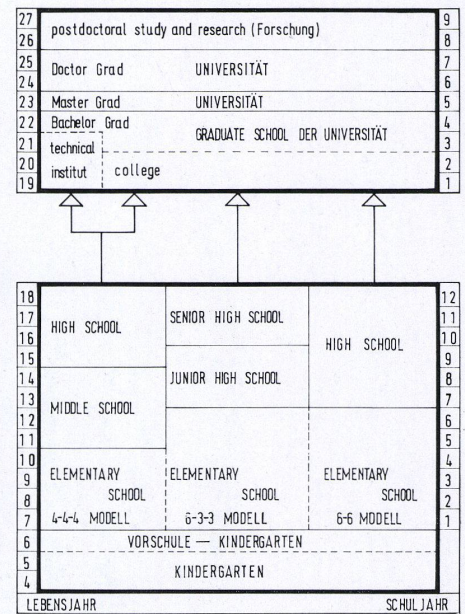 27 postdoctoral study and research (Forschung) 9
26 8
25 Doctor Grad UNIVERSITÄT 7
24 6
23 Master Grad UNIVERSITÄT 5
22 Bachelor Grad 4
GRADUATE SCHOOL DER UNIVERSITÄT
21 technical 3
20 institut college 2
19 1
18 12
17 HIGH SCHOOL SENIOR HIGH SCHOOL 11
16 HIGH SCHOOL 10
15 9
14 JUNIOR HIGH SCHOOL 8
13 MIDDLE SCHOOL 7
12 6
11 5
10 4
9 ELEMENTARY ELEMENTARY ELEMENTARY 3
8 SCHOOL SCHOOL SCHOOL 2
7 4-4-4 MODELL 6-3-3 MODELL 6-6 MODELL 1
6 VORSCHULE — KINDERGARTEN
5 KINDERGARTEN
4
LEBENSJAHR SCHULJAHR